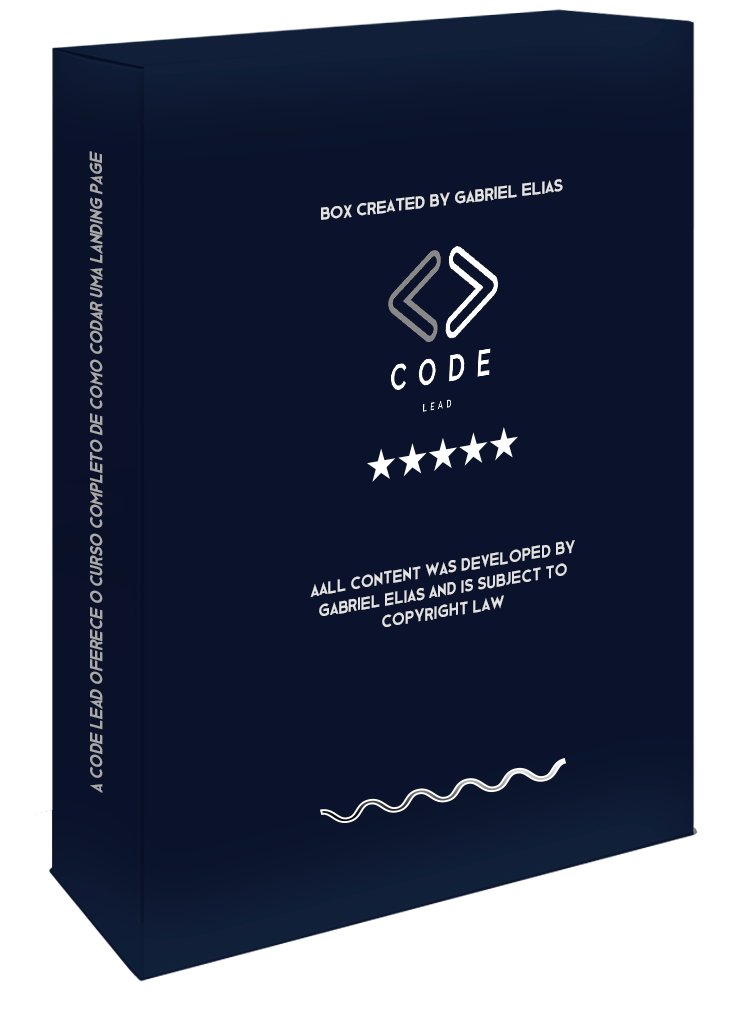 A CODE LEAD OFERECE O CURSO COMPLETO DE COMO CODAR UMA LANDING PAGE
BOX CREATED BY GABRIEL ELIAS
CODE
LEAD
AALL CONTENT WAS DEVELOPED BY
GABRIEL ELIAS AND IS SUBJECT TO
COPYRIGHT LAW